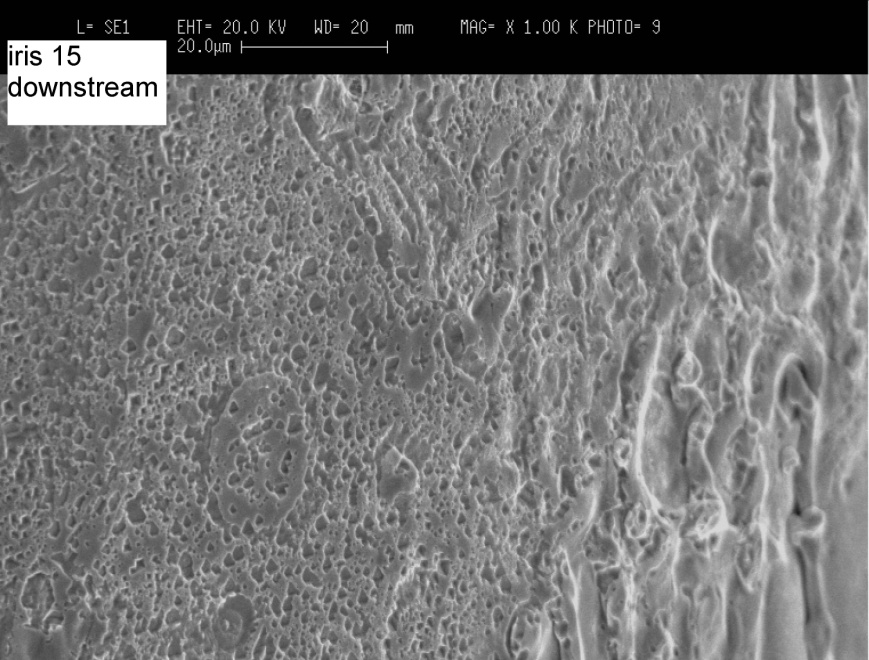 L= SE1 EHT= 20.0 KV WD= 20 mm MAG= X 1.00 K PHOTO= 9
20.0µm
iris 15
downstream